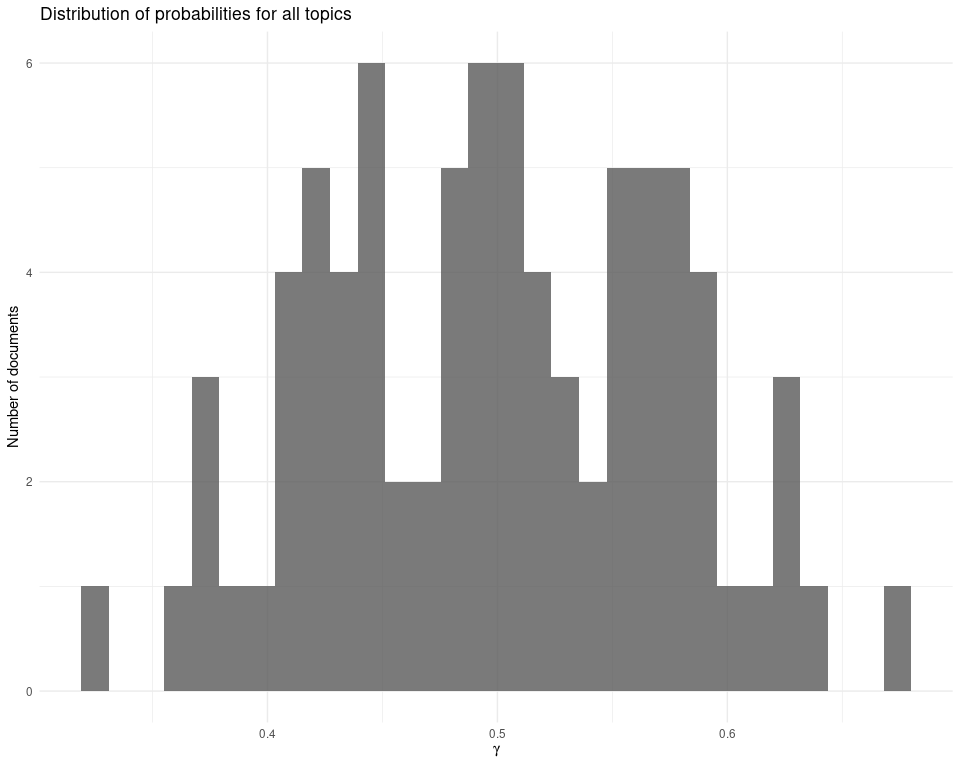 Distribution of probabilities for all topics
Number of documents
6
4
2
0
0.4
0.5
0.6
γ